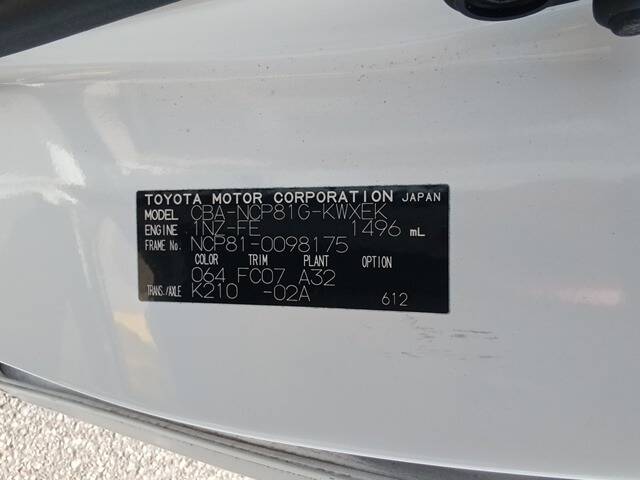 TOYOTA MOTOR CORPORATION JAPAN
MODEL CBA-NCP81G-KWXEK
ENGINE 1NZ-FE 1496 mL
FRAME No. NCP81-0098175
COLOR TRIM PLANT OPTION
064 FC07 A32
TRANS./AXLE K210 -02A 612